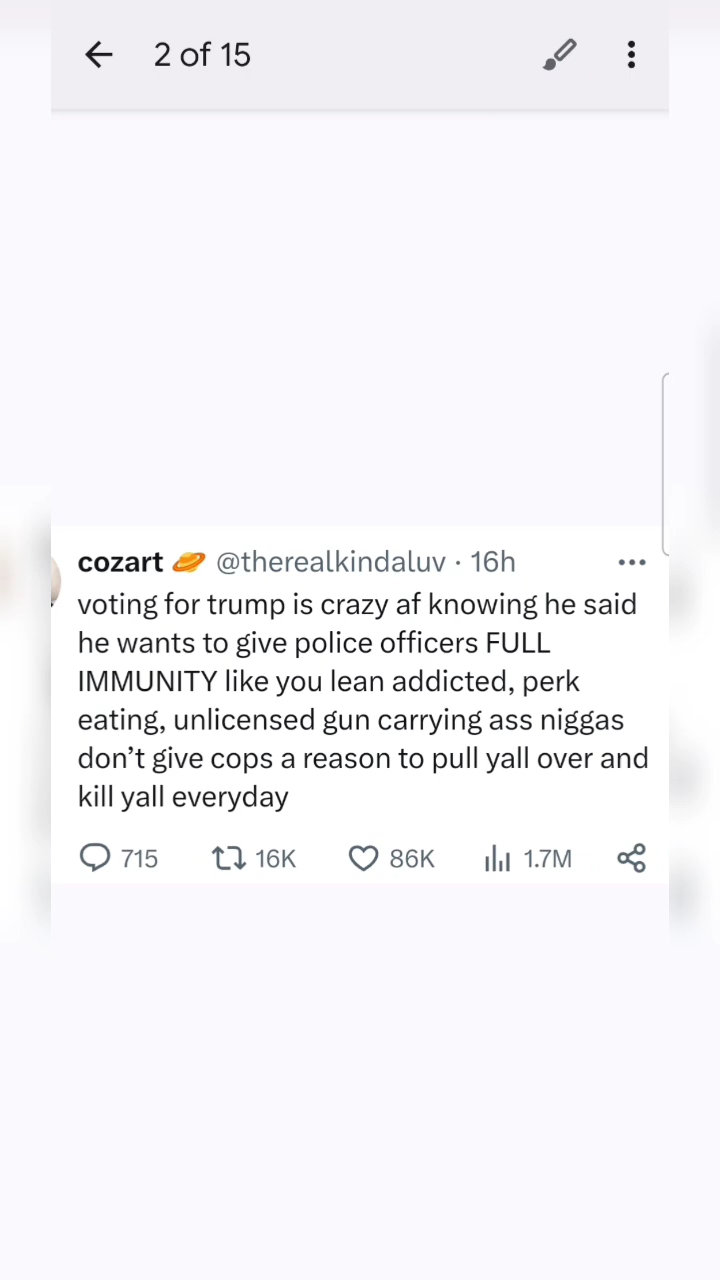 2 of 15
cozart 🪐 @therealkindaluv · 16h
voting for trump is crazy af knowing he said
he wants to give police officers FULL
IMMUNITY like you lean addicted, perk
eating, unlicensed gun carrying ass niggas
don’t give cops a reason to pull yall over and
kill yall everyday
715 16K 86K 1.7M